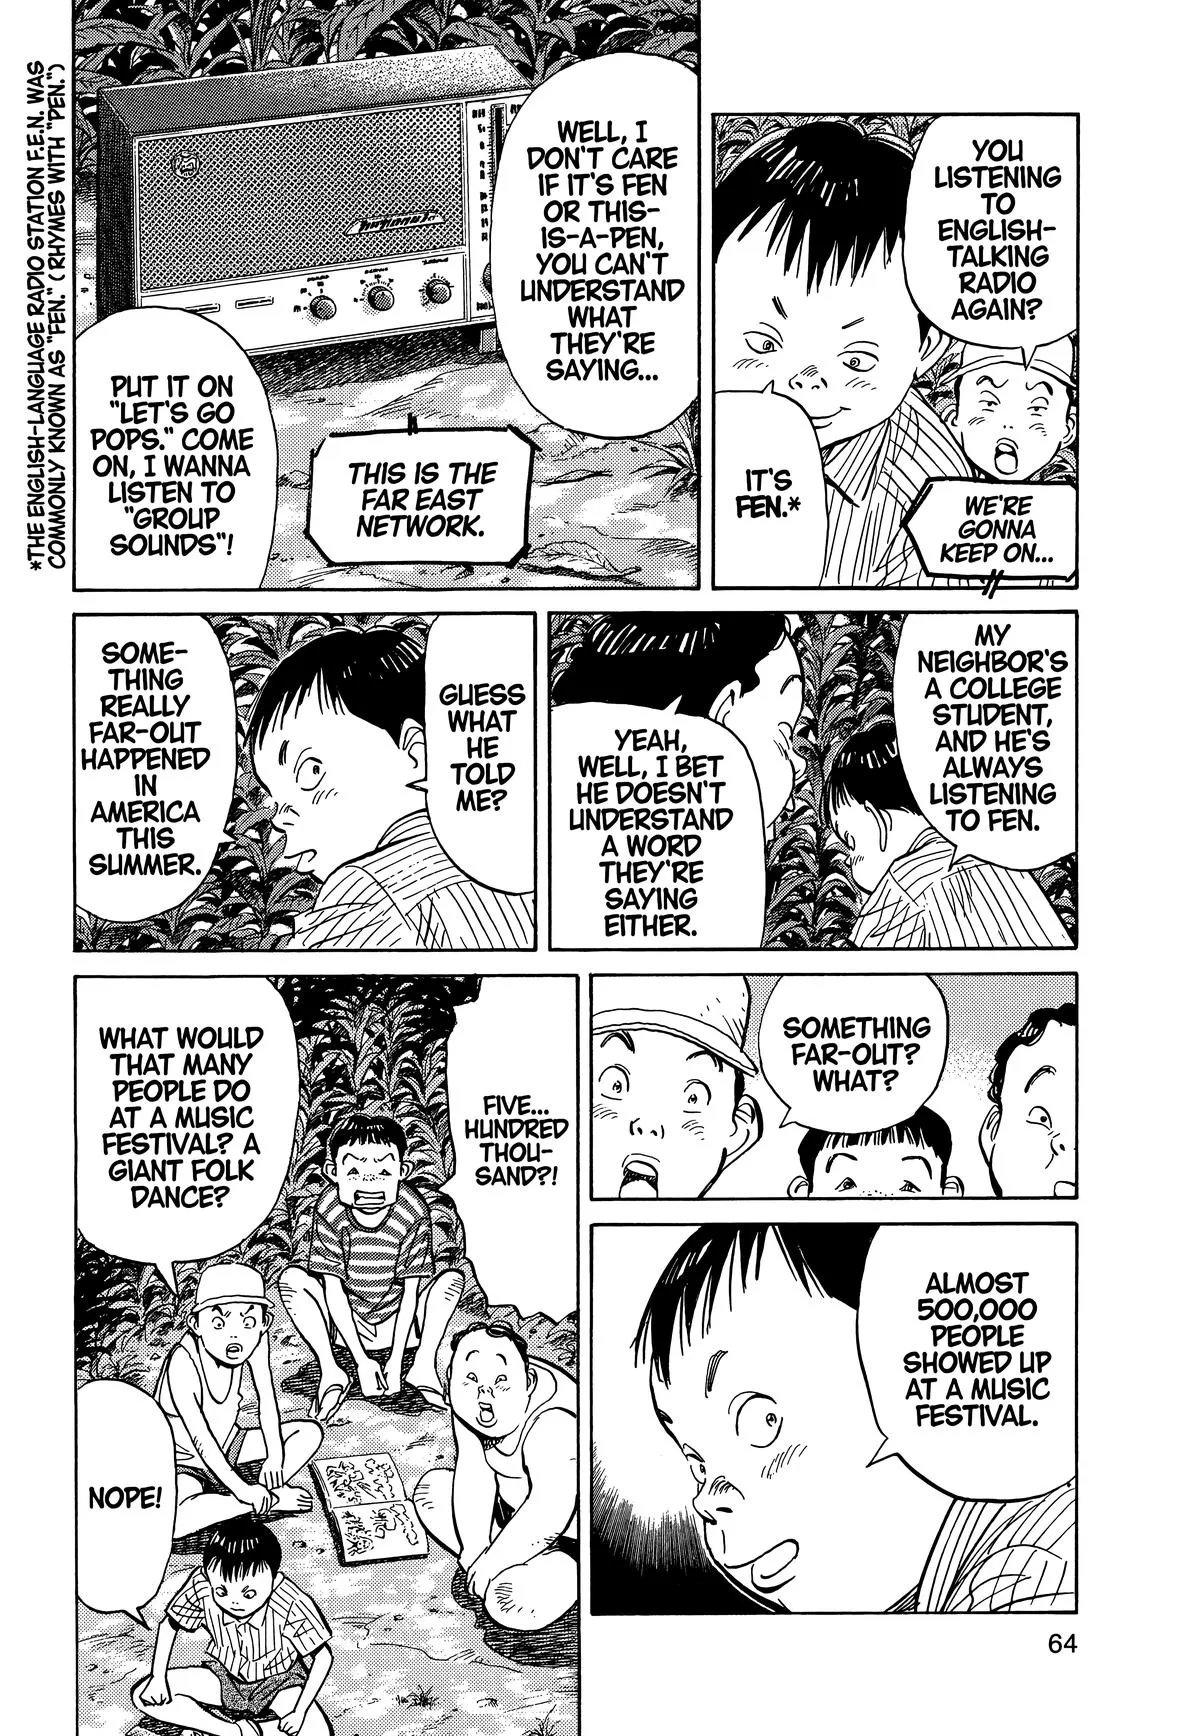 YOU
LISTENING
TO
ENGLISH-
TALKING
RADIO
AGAIN?
IT'S
FEN.*
WE'RE
GONNA
KEEP ON...
WELL, I
DON'T CARE
IF IT'S FEN
OR THIS-
IS-A-PEN,
YOU CAN'T
UNDERSTAND
WHAT
THEY'RE
SAYING...
THIS IS THE
FAR EAST
NETWORK.
PUT IT ON
"LET'S GO
POPS." COME
ON, I WANNA
LISTEN TO
"GROUP
SOUNDS"!
*THE ENGLISH-LANGUAGE RADIO STATION F.E.N. WAS
COMMONLY KNOWN AS "FEN." (RHYMES WITH "PEN.")
MY
NEIGHBOR'S
A COLLEGE
STUDENT,
AND HE'S
ALWAYS
LISTENING
TO FEN.
YEAH,
WELL, I BET
HE DOESN'T
UNDERSTAND
A WORD
THEY'RE
SAYING
EITHER.
GUESS
WHAT
HE
TOLD
ME?
SOME-
THING
REALLY
FAR-OUT
HAPPENED
IN
AMERICA
THIS
SUMMER.
SOMETHING
FAR-OUT?
WHAT?
ALMOST
500,000
PEOPLE
SHOWED UP
AT A MUSIC
FESTIVAL.
FIVE...
HUNDRED
THOU-
SAND?!
WHAT WOULD
THAT MANY
PEOPLE DO
AT A MUSIC
FESTIVAL? A
GIANT FOLK
DANCE?
NOPE!
64